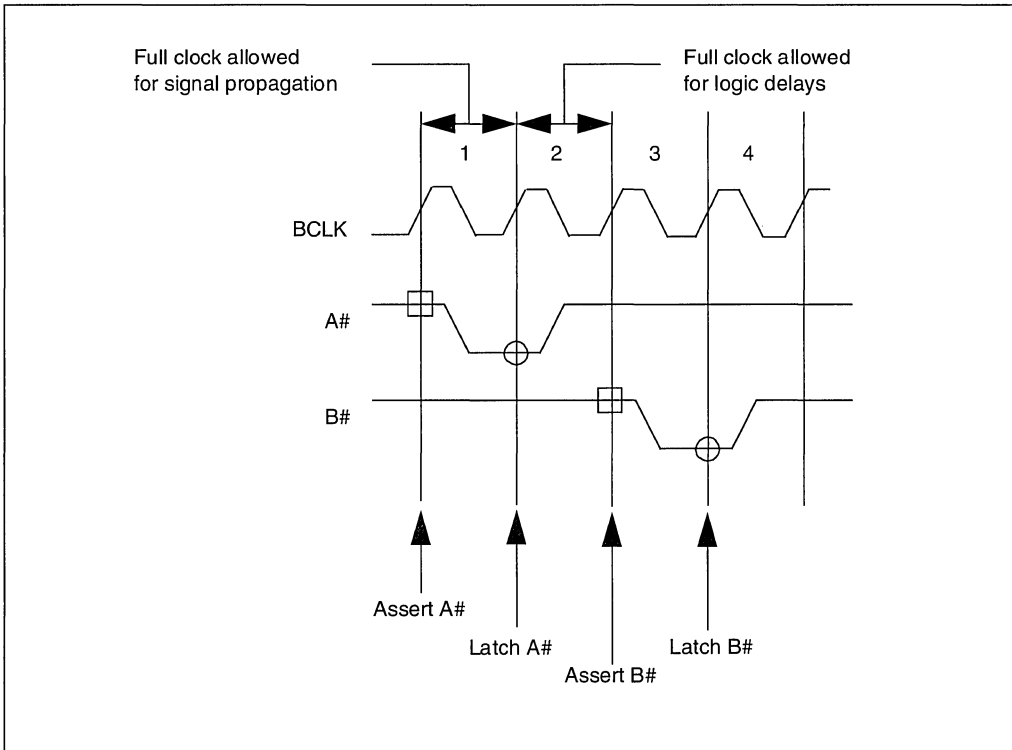 Full clock allowed
for signal propagation
Full clock allowed
for logic delays
1
2
3
4
BCLK
A#
B#
Assert A#
Latch A#
Assert B#
Latch B#